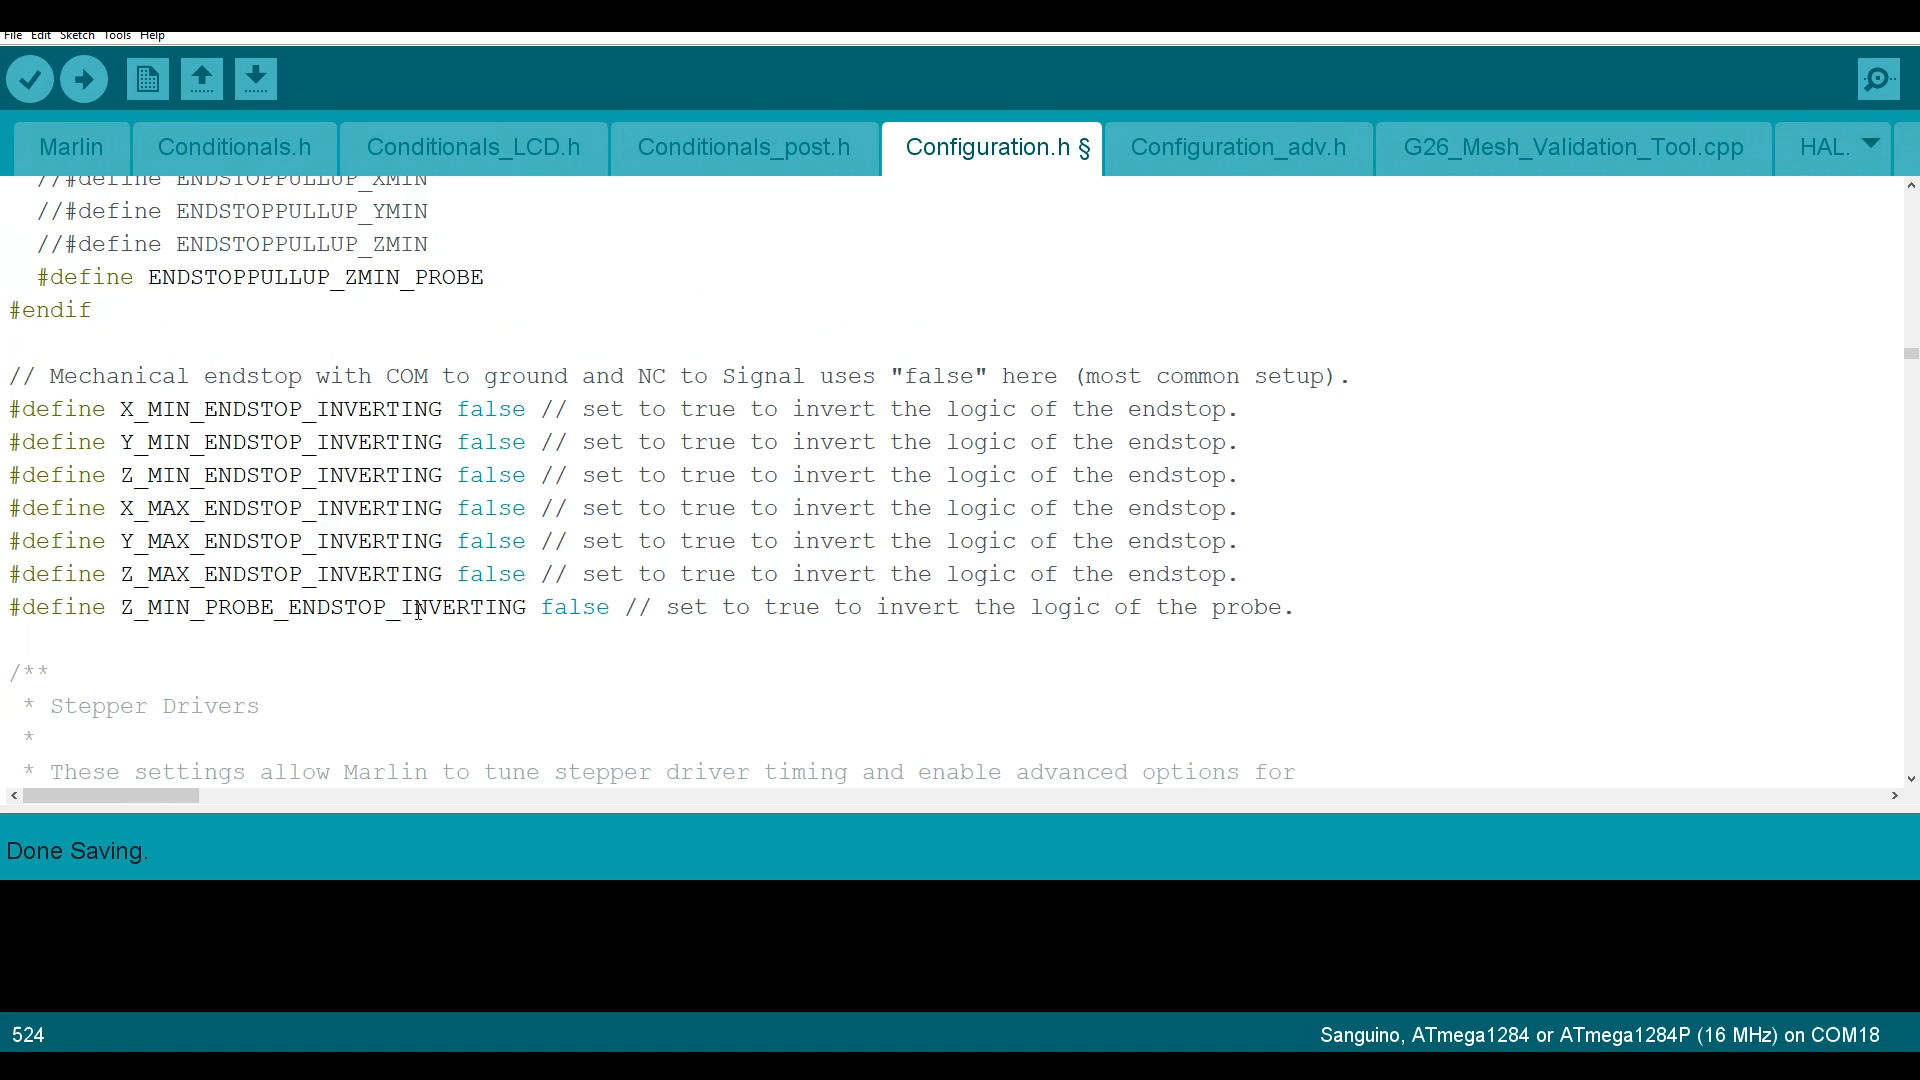 File Edit Sketch Tools Help
Marlin Conditionals.h Conditionals_LCD.h Conditionals_post.h Configuration.h § Configuration_adv.h G26_Mesh_Validation_Tool.cpp HAL.
//#define ENDSTOPPULLUP_XMIN
//#define ENDSTOPPULLUP_YMIN
//#define ENDSTOPPULLUP_ZMIN
#define ENDSTOPPULLUP_ZMIN_PROBE
#endif
// Mechanical endstop with COM to ground and NC to Signal uses "false" here (most common setup).
#define X_MIN_ENDSTOP_INVERTING false // set to true to invert the logic of the endstop.
#define Y_MIN_ENDSTOP_INVERTING false // set to true to invert the logic of the endstop.
#define Z_MIN_ENDSTOP_INVERTING false // set to true to invert the logic of the endstop.
#define X_MAX_ENDSTOP_INVERTING false // set to true to invert the logic of the endstop.
#define Y_MAX_ENDSTOP_INVERTING false // set to true to invert the logic of the endstop.
#define Z_MAX_ENDSTOP_INVERTING false // set to true to invert the logic of the endstop.
#define Z_MIN_PROBE_ENDSTOP_INVERTING false // set to true to invert the logic of the probe.
/**
* Stepper Drivers
*
* These settings allow Marlin to tune stepper driver timing and enable advanced options for
Done Saving.
524
Sanguino, ATmega1284 or ATmega1284P (16 MHz) on COM18